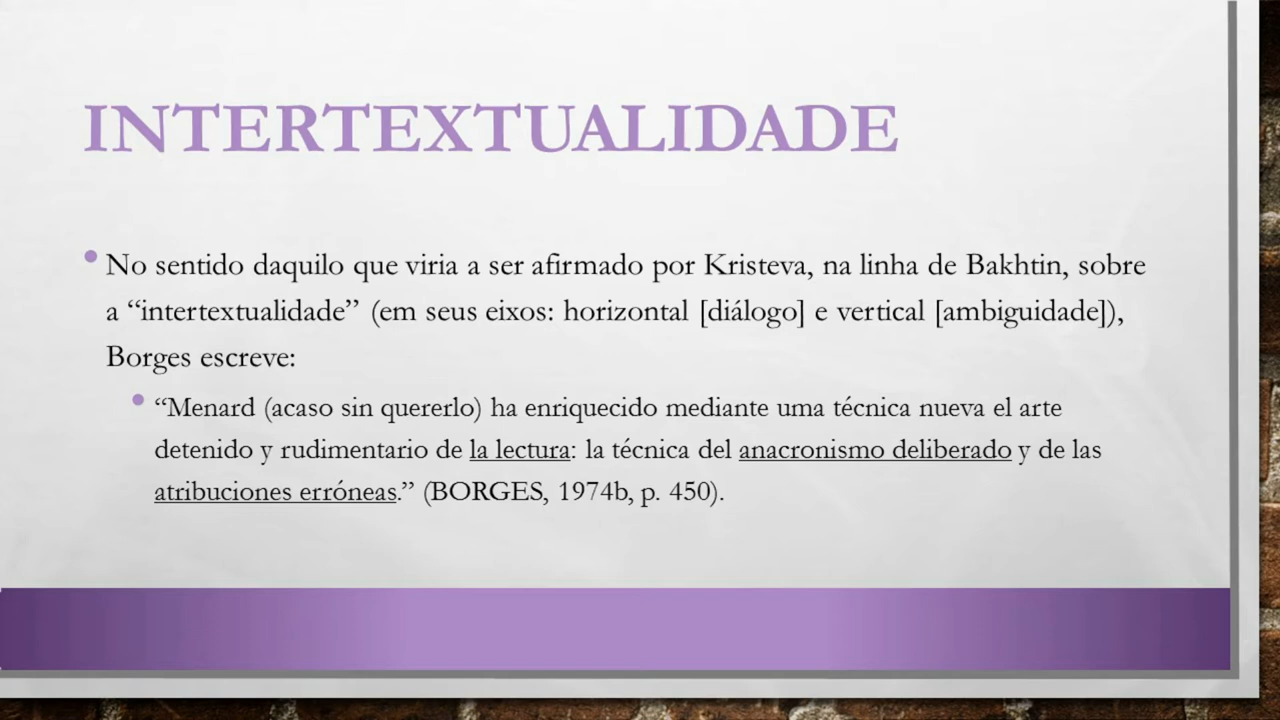 INTERTEXTUALIDADE
• No sentido daquilo que viria a ser afirmado por Kristeva, na linha de Bakhtin, sobre
a “intertextualidade” (em seus eixos: horizontal [diálogo] e vertical [ambiguidade]),
Borges escreve:
• “Menard (acaso sin quererlo) ha enriquecido mediante uma técnica nueva el arte
detenido y rudimentario de la lectura: la técnica del anacronismo deliberado y de las
atribuciones erróneas.” (BORGES, 1974b, p. 450).